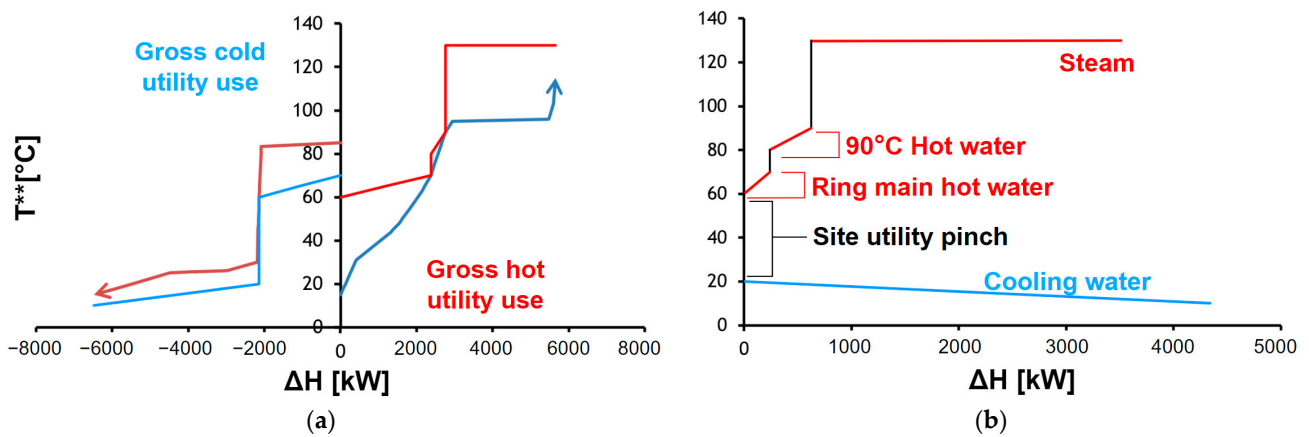 Gross cold
utility use
T**[°C]
140
120
100
80
60
40
20
0
Gross hot
utility use
−8000 −6000 −4000 −2000 0 2000 4000 6000 8000
ΔH [kW]
(a)
140
120
100
80
60
40
20
0
Steam
90°C Hot water
Ring main hot water
Site utility pinch
Cooling water
0 1000 2000 3000 4000 5000
ΔH [kW]
(b)